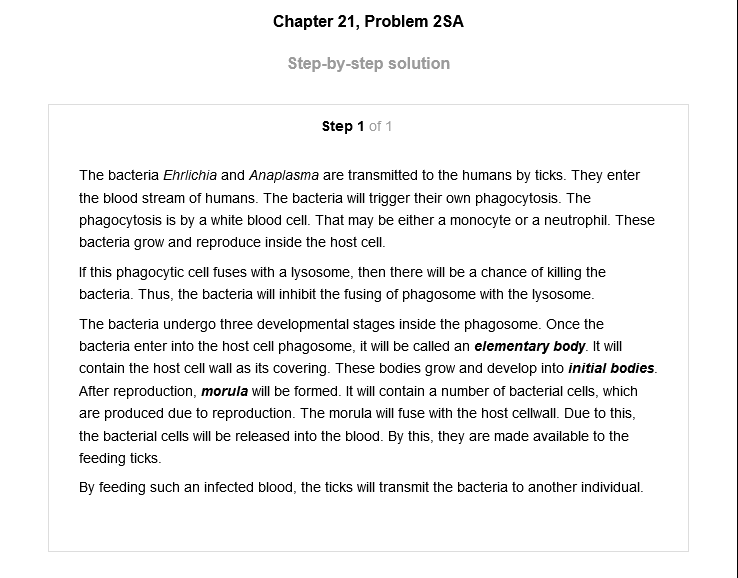 Chapter 21, Problem 2SA
Step-by-step solution
Step 1 of 1
The bacteria Ehrlichia and Anaplasma are transmitted to the humans by ticks. They enter
the blood stream of humans. The bacteria will trigger their own phagocytosis. The
phagocytosis is by a white blood cell. That may be either a monocyte or a neutrophil. These
bacteria grow and reproduce inside the host cell.
If this phagocytic cell fuses with a lysosome, then there will be a chance of killing the
bacteria. Thus, the bacteria will inhibit the fusing of phagosome with the lysosome.
The bacteria undergo three developmental stages inside the phagosome. Once the
bacteria enter into the host cell phagosome, it will be called an elementary body. It will
contain the host cell wall as its covering. These bodies grow and develop into initial bodies.
After reproduction, morula will be formed. It will contain a number of bacterial cells, which
are produced due to reproduction. The morula will fuse with the host cellwall. Due to this,
the bacterial cells will be released into the blood. By this, they are made available to the
feeding ticks.
By feeding such an infected blood, the ticks will transmit the bacteria to another individual.